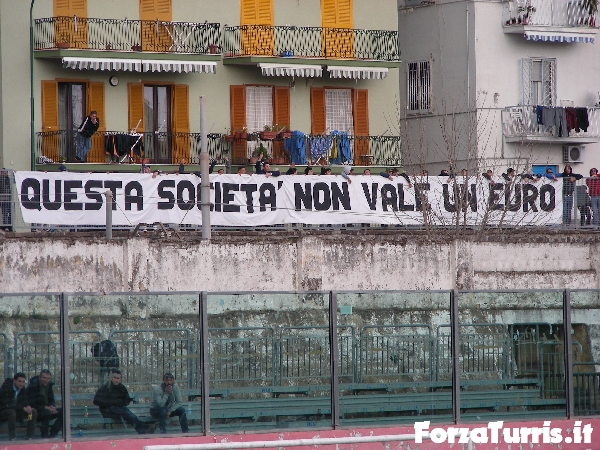 QUESTA SOCIETA' NON VALE UN EURO
ForzaTurris.it